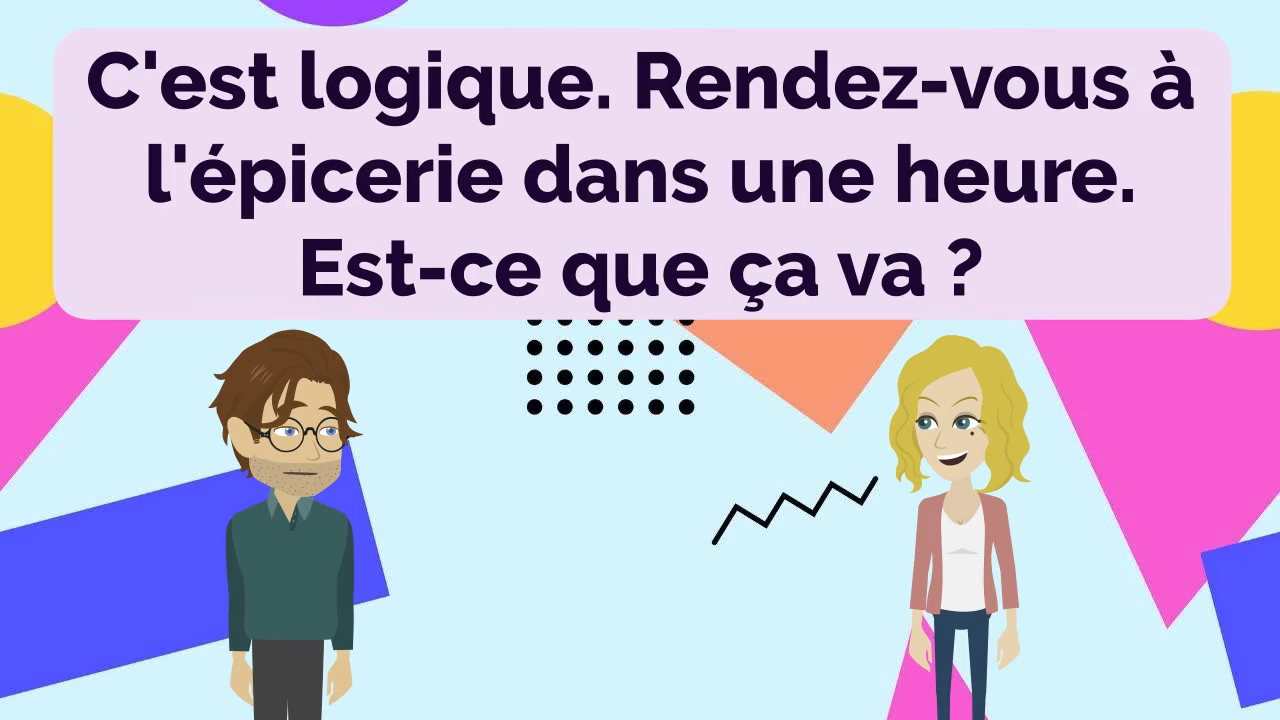 C'est logique. Rendez-vous à
l'épicerie dans une heure.
Est-ce que ça va ?